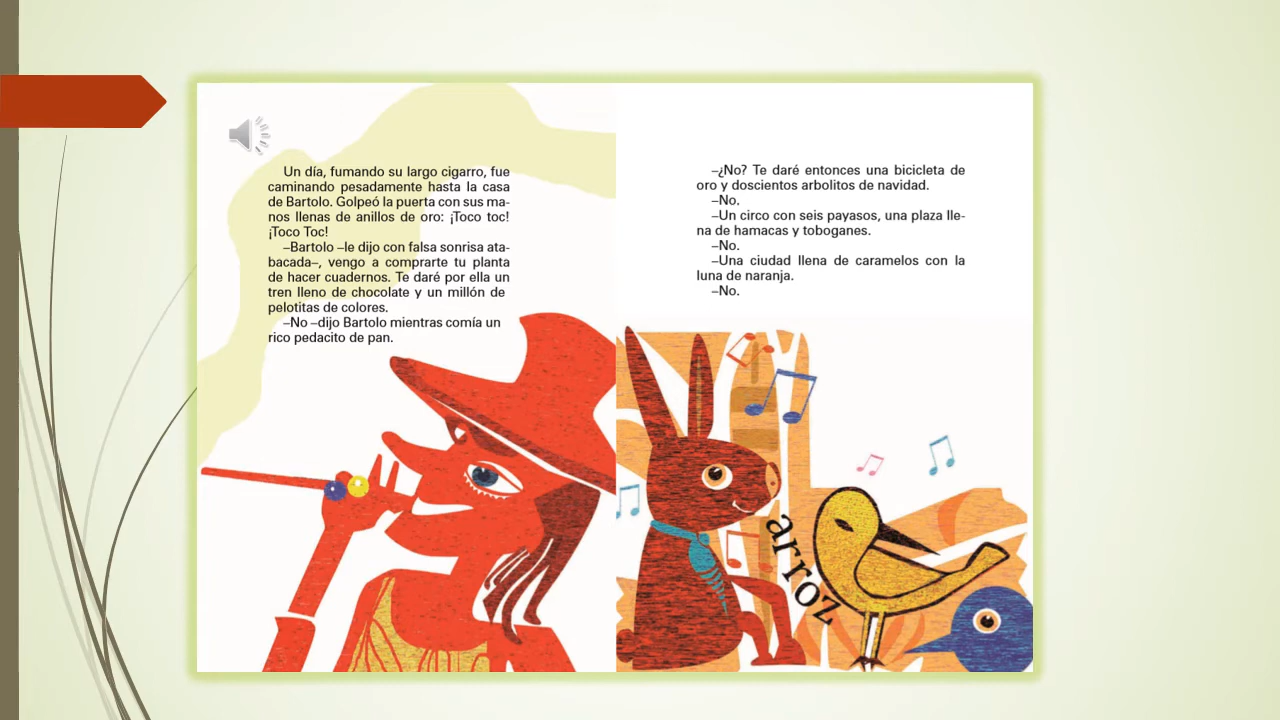 Un día, fumando su largo cigarro, fue
caminando pesadamente hasta la casa
de Bartolo. Golpeó la puerta con sus ma-
nos llenas de anillos de oro: ¡Toco toc!
¡Toco Toc!
–Bartolo –le dijo con falsa sonrisa ata-
bacada–, vengo a comprarte tu planta
de hacer cuadernos. Te daré por ella un
tren lleno de chocolate y un millón de
pelotitas de colores.
–No –dijo Bartolo mientras comía un
rico pedacito de pan.
–¿No? Te daré entonces una bicicleta de
oro y doscientos arbolitos de navidad.
–No.
–Un circo con seis payasos, una plaza lle-
na de hamacas y toboganes.
–No.
–Una ciudad llena de caramelos con la
luna de naranja.
–No.
arroz